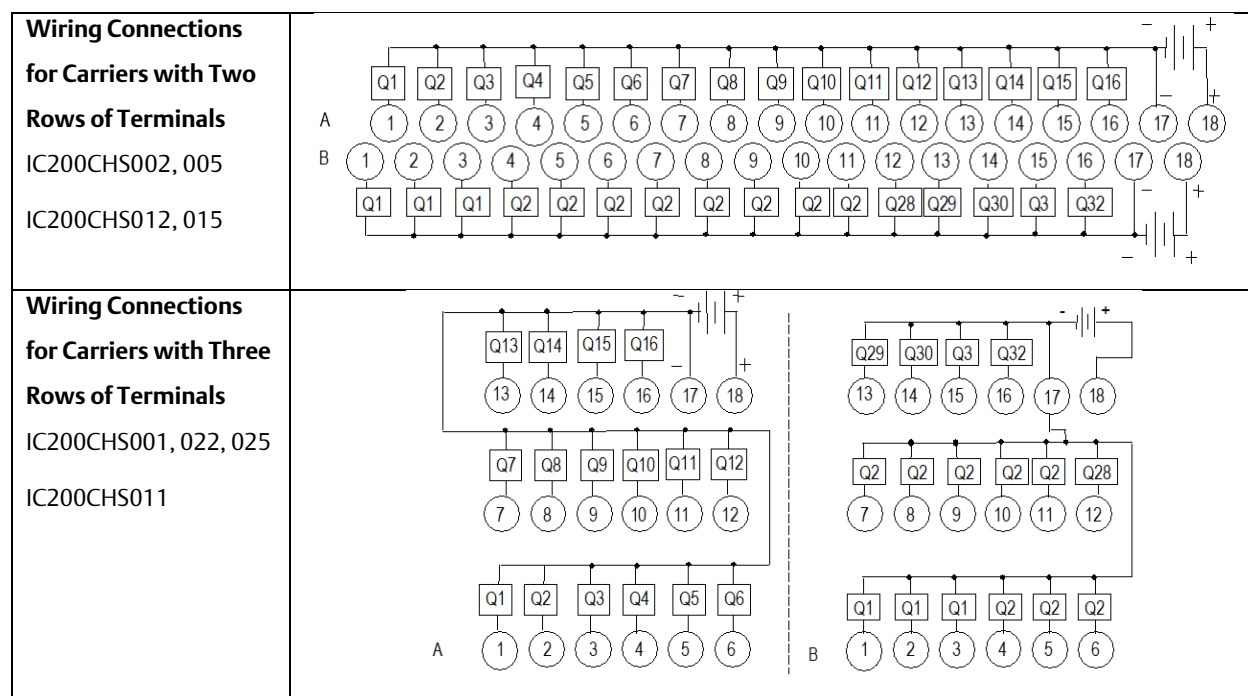 Wiring Connections
for Carriers with Two
Rows of Terminals
IC200CHS002, 005
IC200CHS012, 015
- +
Q1 Q2 Q3 Q4 Q5 Q6 Q7 Q8 Q9 Q10 Q11 Q12 Q13 Q14 Q15 Q16 - +
A 1 2 3 4 5 6 7 8 9 10 11 12 13 14 15 16 17 18
B 1 2 3 4 5 6 7 8 9 10 11 12 13 14 15 16 17 18
Q1 Q1 Q1 Q2 Q2 Q2 Q2 Q2 Q2 Q2 Q2 Q28 Q29 Q30 Q3 Q32 - +
- +
Wiring Connections
for Carriers with Three
Rows of Terminals
IC200CHS001, 022, 025
IC200CHS011
- +
Q13 Q14 Q15 Q16 - +
13 14 15 16 17 18
Q7 Q8 Q9 Q10 Q11 Q12
7 8 9 10 11 12
Q1 Q2 Q3 Q4 Q5 Q6
A 1 2 3 4 5 6
- +
Q29 Q30 Q3 Q32
13 14 15 16 17 18
Q2 Q2 Q2 Q2 Q2 Q28
7 8 9 10 11 12
Q1 Q1 Q1 Q2 Q2 Q2
B 1 2 3 4 5 6